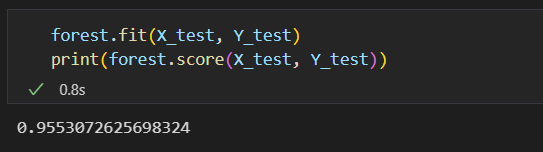 forest.fit(X_test, Y_test)
print(forest.score(X_test, Y_test))
✓ 0.8s
0.9553072625698324